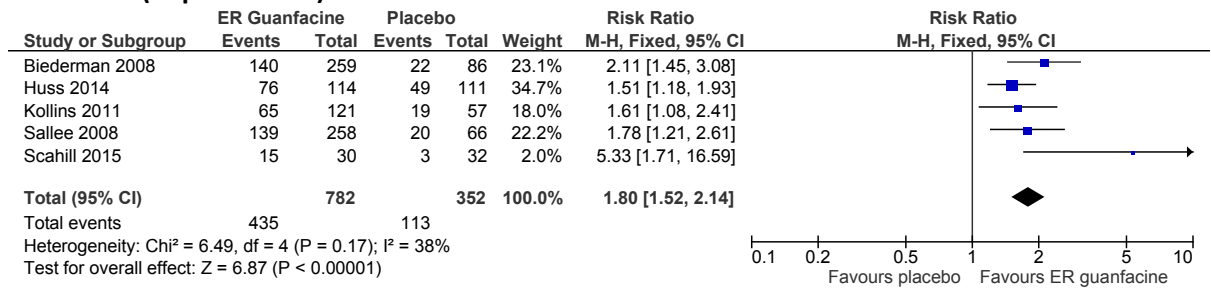 ER Guanfacine Placebo Risk Ratio Risk Ratio
Study or Subgroup Events Total Events Total Weight M-H, Fixed, 95% CI M-H, Fixed, 95% CI
Biederman 2008 140 259 22 86 23.1% 2.11 [1.45, 3.08]
Huss 2014 76 114 49 111 34.7% 1.51 [1.18, 1.93]
Kollins 2011 65 121 19 57 18.0% 1.61 [1.08, 2.41]
Sallee 2008 139 258 20 66 22.2% 1.78 [1.21, 2.61]
Scahill 2015 15 30 3 32 2.0% 5.33 [1.71, 16.59]
Total (95% CI) 782 352 100.0% 1.80 [1.52, 2.14]
Total events 435 113
Heterogeneity: Chi² = 6.49, df = 4 (P = 0.17); I² = 38%
Test for overall effect: Z = 6.87 (P < 0.00001)
0.1 0.2 0.5 1 2 5 10
Favours placebo Favours ER guanfacine